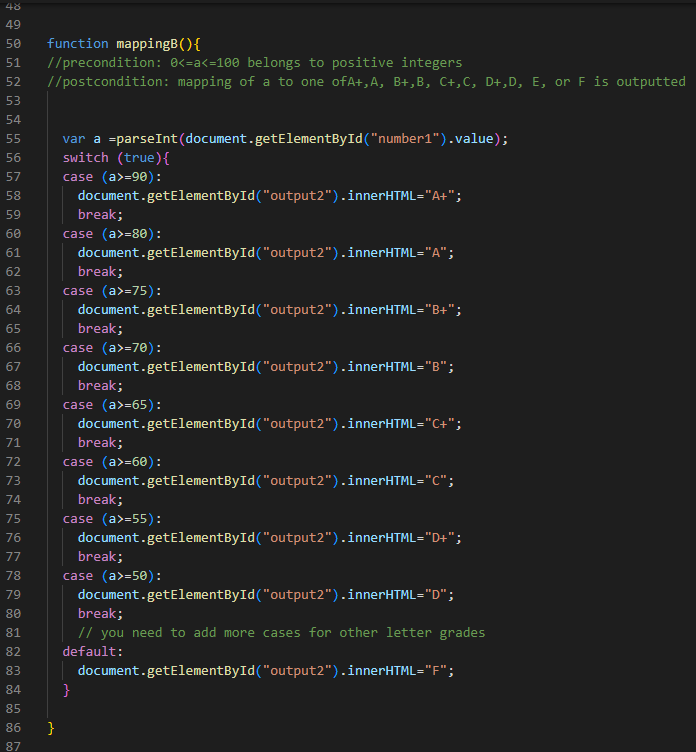 48
49
50 function mappingB(){
51 //precondition: 0<=a<=100 belongs to positive integers
52 //postcondition: mapping of a to one ofA+,A, B+,B, C+,C, D+,D, E, or F is outputted
53
54
55 var a =parseInt(document.getElementById("number1").value);
56 switch (true){
57 case (a>=90):
58 document.getElementById("output2").innerHTML="A+";
59 break;
60 case (a>=80):
61 document.getElementById("output2").innerHTML="A";
62 break;
63 case (a>=75):
64 document.getElementById("output2").innerHTML="B+";
65 break;
66 case (a>=70):
67 document.getElementById("output2").innerHTML="B";
68 break;
69 case (a>=65):
70 document.getElementById("output2").innerHTML="C+";
71 break;
72 case (a>=60):
73 document.getElementById("output2").innerHTML="C";
74 break;
75 case (a>=55):
76 document.getElementById("output2").innerHTML="D+";
77 break;
78 case (a>=50):
79 document.getElementById("output2").innerHTML="D";
80 break;
81 // you need to add more cases for other letter grades
82 default:
83 document.getElementById("output2").innerHTML="F";
84 }
85
86 }
87